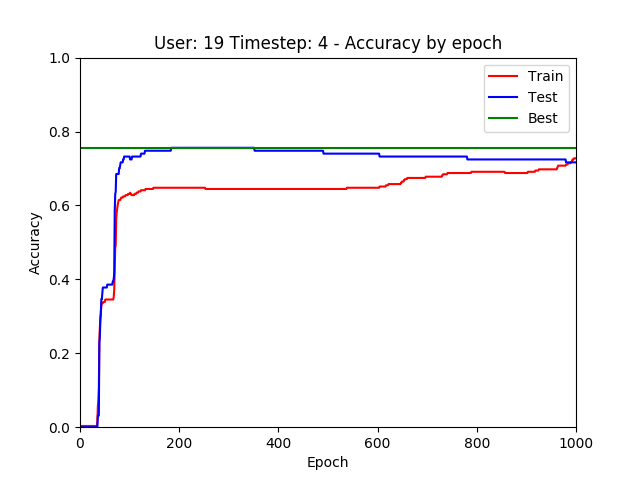 User: 19 Timestep: 4 - Accuracy by epoch
1.0
0.8
0.6
0.4
0.2
0.0
Accuracy
Train
Test
Best
0 200 400 600 800 1000
Epoch